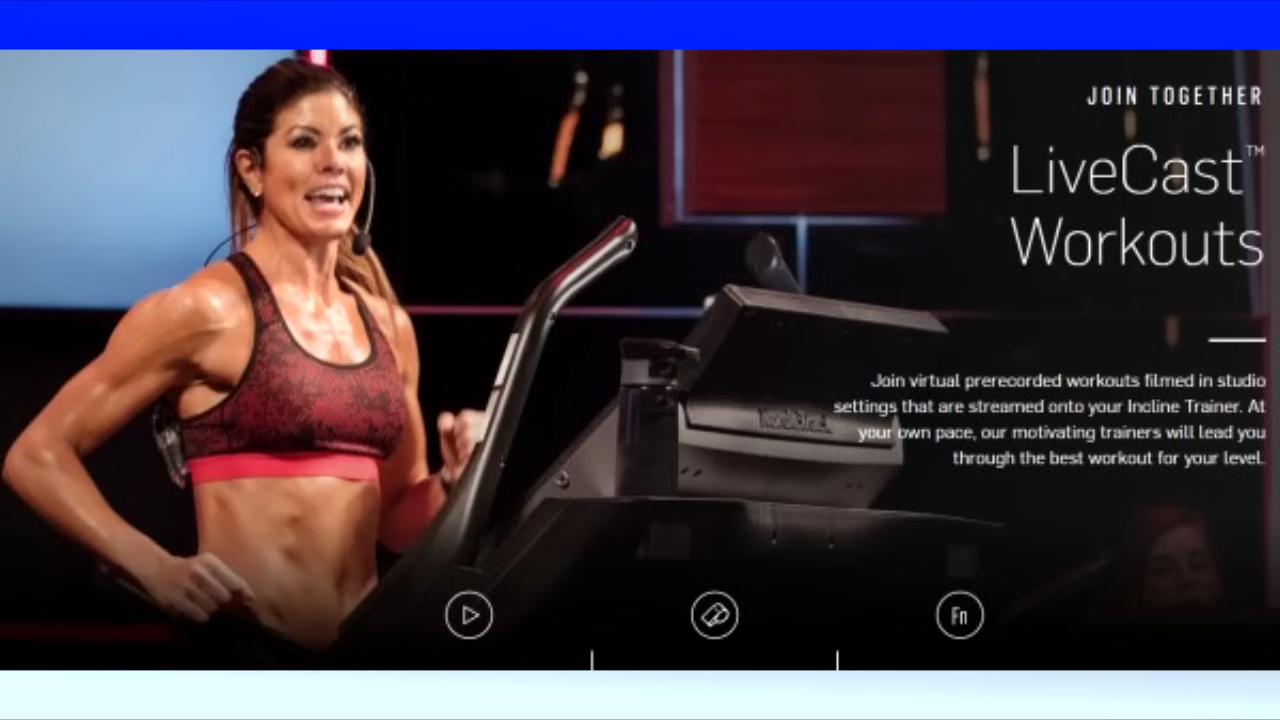 JOIN TOGETHER
LiveCast™
Workouts
Join virtual prerecorded workouts filmed in studio
settings that are streamed onto your Incline Trainer. At
your own pace, our motivating trainers will lead you
through the best workout for your level.
Fn